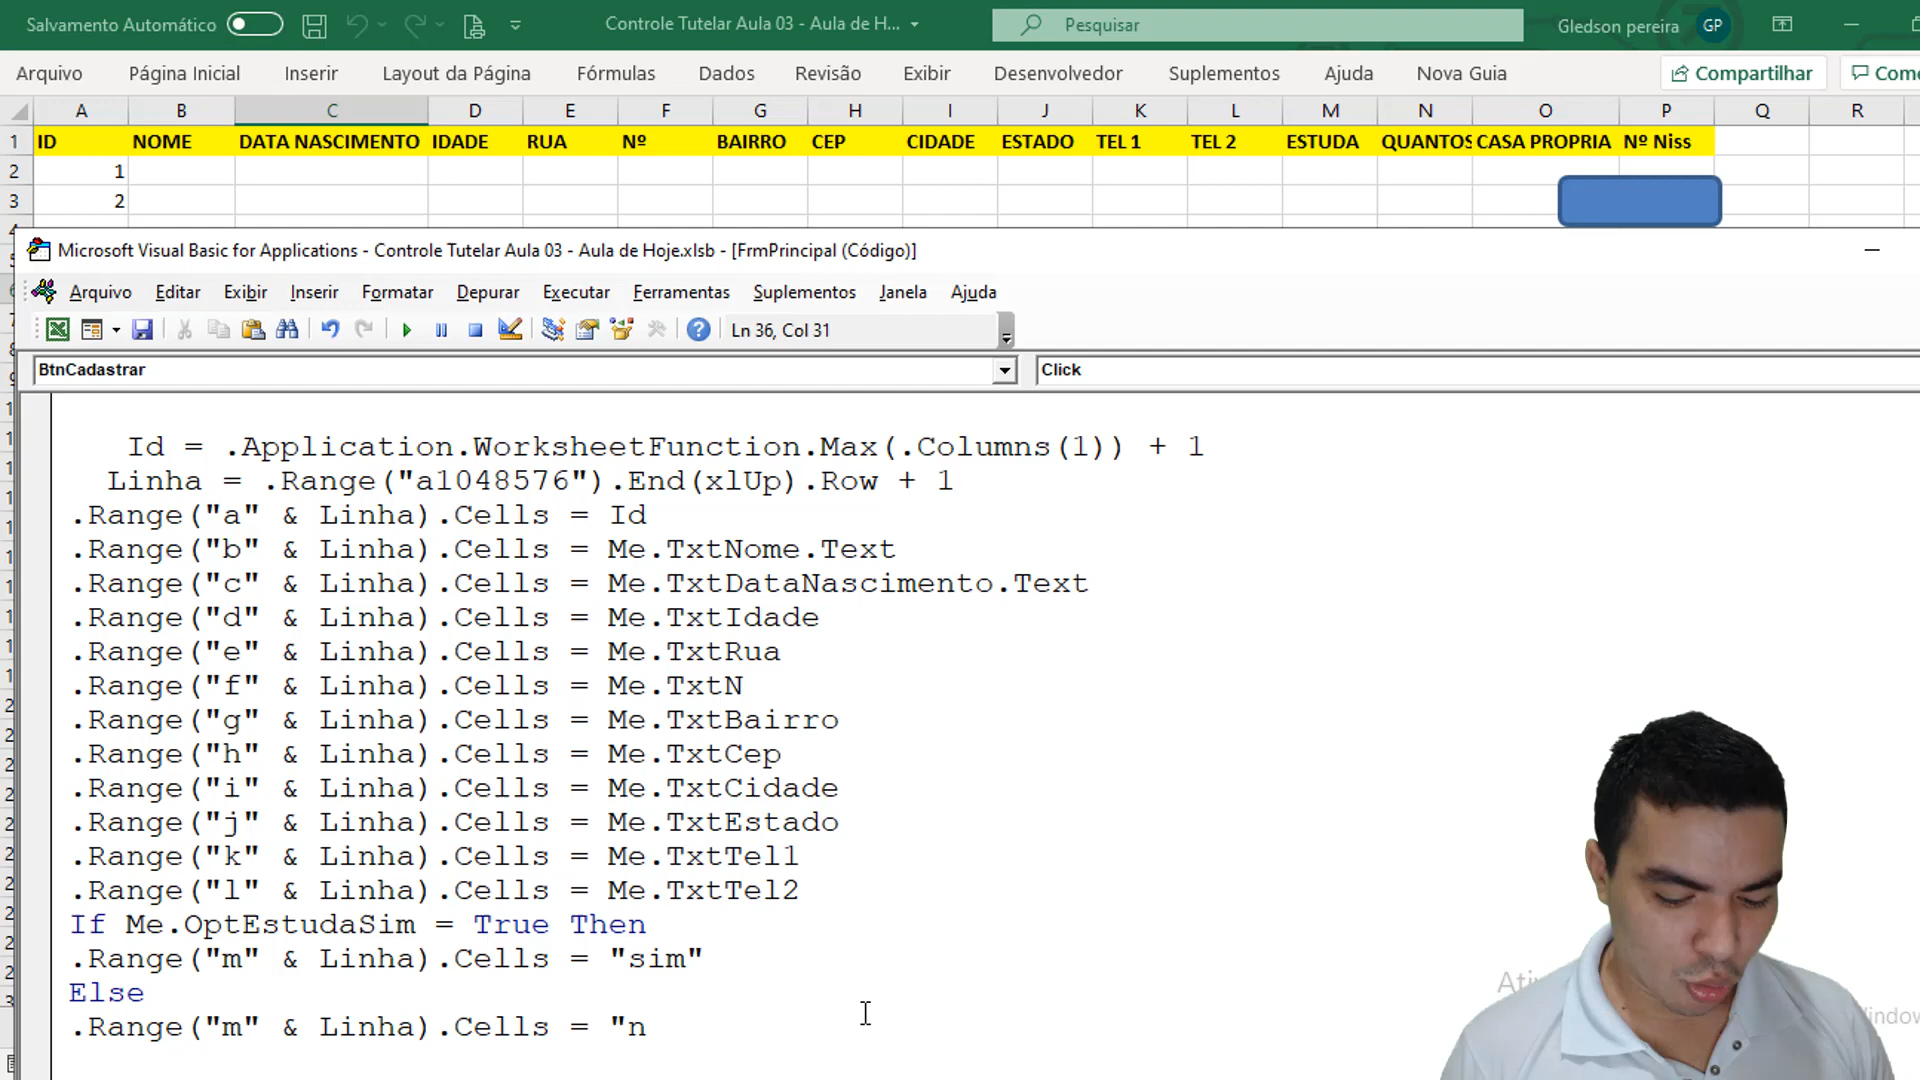 Salvamento Automático
Controle Tutelar Aula 03 - Aula de H...
Pesquisar
Gledson pereira GP
Arquivo Página Inicial Inserir Layout da Página Fórmulas Dados Revisão Exibir Desenvolvedor Suplementos Ajuda Nova Guia Compartilhar Come
A B C D E F G H I J K L M N O P Q R
1 ID NOME DATA NASCIMENTO IDADE RUA Nº BAIRRO CEP CIDADE ESTADO TEL 1 TEL 2 ESTUDA QUANTOS CASA PROPRIA Nº Niss
2 1
3 2
Microsoft Visual Basic for Applications - Controle Tutelar Aula 03 - Aula de Hoje.xlsb - [FrmPrincipal (Código)]
Arquivo Editar Exibir Inserir Formatar Depurar Executar Ferramentas Suplementos Janela Ajuda
Ln 36, Col 31
BtnCadastrar Click
Id = .Application.WorksheetFunction.Max(.Columns(1)) + 1
Linha = .Range("a1048576").End(xlUp).Row + 1
.Range("a" & Linha).Cells = Id
.Range("b" & Linha).Cells = Me.TxtNome.Text
.Range("c" & Linha).Cells = Me.TxtDataNascimento.Text
.Range("d" & Linha).Cells = Me.TxtIdade
.Range("e" & Linha).Cells = Me.TxtRua
.Range("f" & Linha).Cells = Me.TxtN
.Range("g" & Linha).Cells = Me.TxtBairro
.Range("h" & Linha).Cells = Me.TxtCep
.Range("i" & Linha).Cells = Me.TxtCidade
.Range("j" & Linha).Cells = Me.TxtEstado
.Range("k" & Linha).Cells = Me.TxtTel1
.Range("l" & Linha).Cells = Me.TxtTel2
If Me.OptEstudaSim = True Then
.Range("m" & Linha).Cells = "sim"
Else
.Range("m" & Linha).Cells = "n